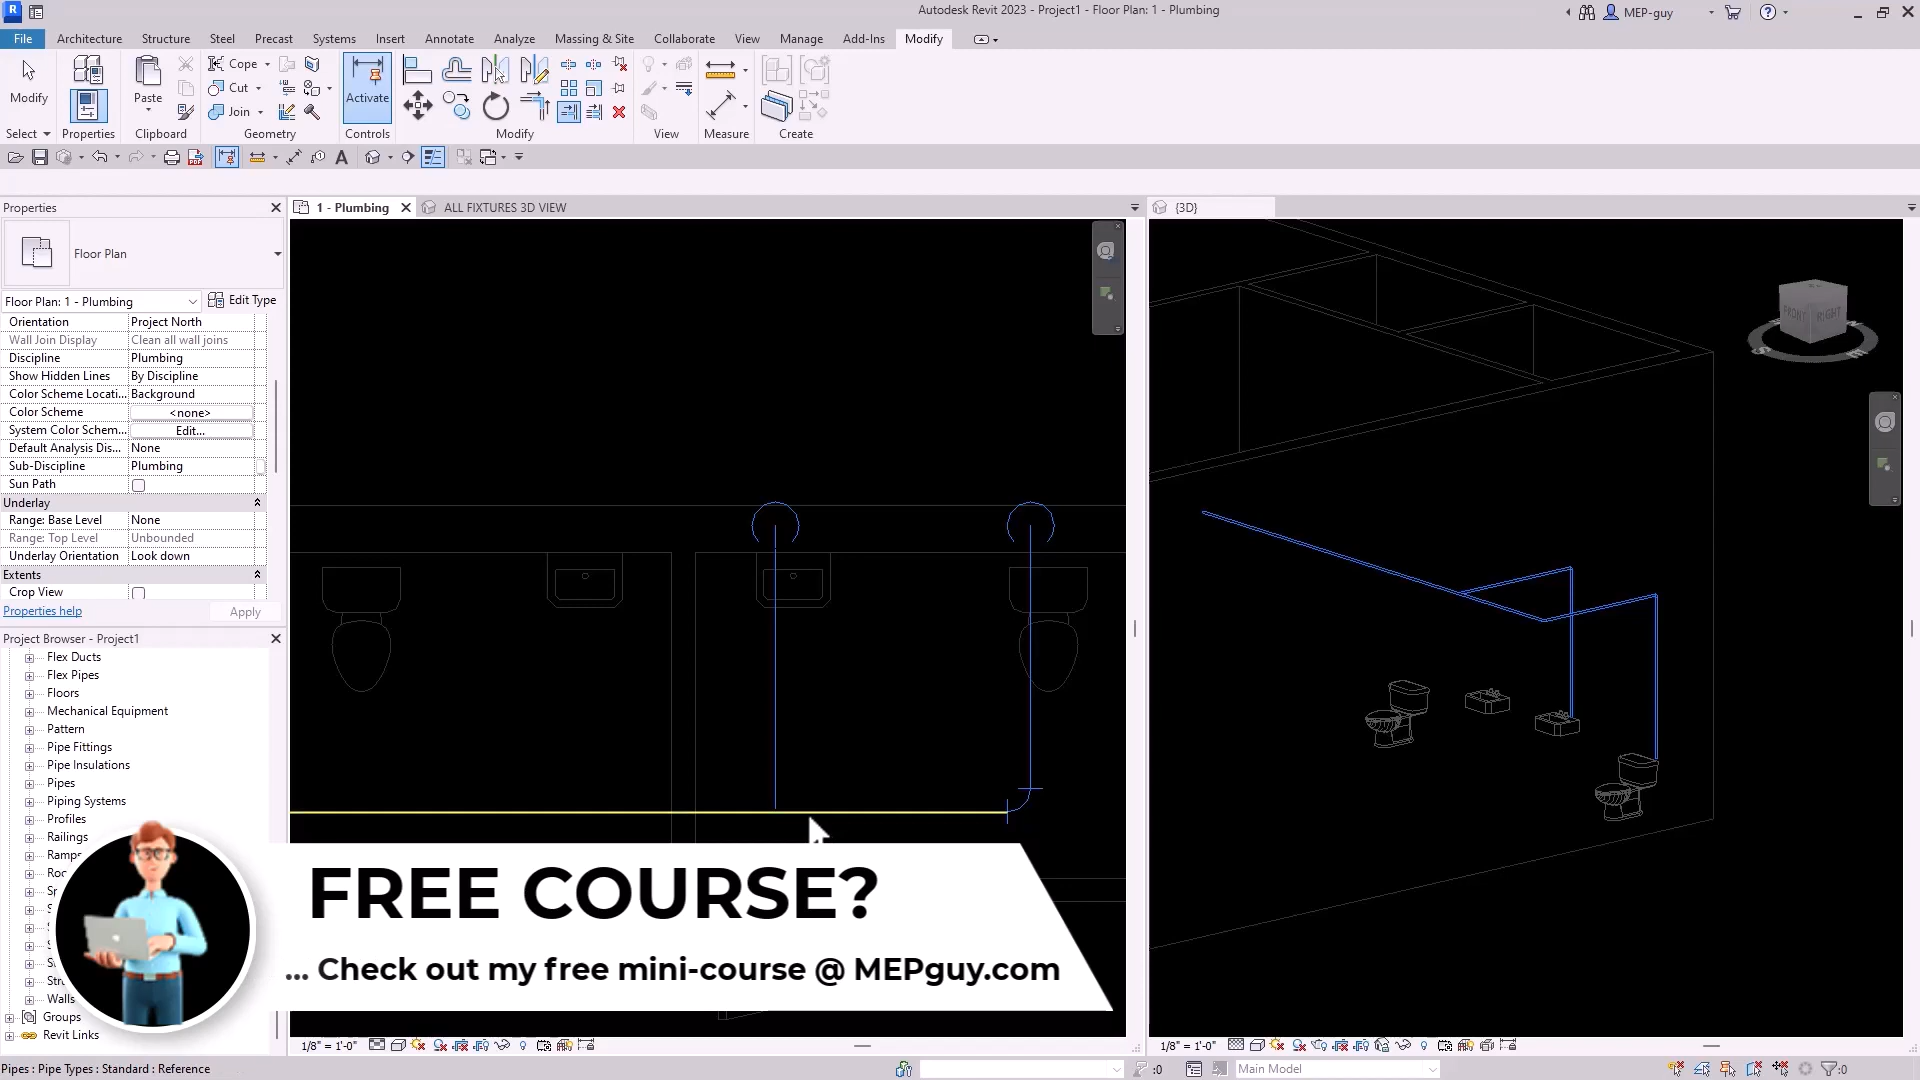 Autodesk Revit 2023 - Project1 - Floor Plan: 1 - Plumbing
MEP-guy
File
Architecture
Structure
Steel
Precast
Systems
Insert
Annotate
Analyze
Massing & Site
Collaborate
View
Manage
Add-Ins
Modify
Modify
Paste
Cope
Cut
Join
Activate
Select
Properties
Clipboard
Geometry
Controls
Modify
View
Measure
Create
Properties
1 - Plumbing
ALL FIXTURES 3D VIEW
{3D}
Floor Plan
Floor Plan: 1 - Plumbing
Edit Type
Orientation Project North
Wall Join Display Clean all wall joins
Discipline Plumbing
Show Hidden Lines By Discipline
Color Scheme Locati... Background
Color Scheme <none>
System Color Schem... Edit...
Default Analysis Dis... None
Sub-Discipline Plumbing
Sun Path
Underlay
Range: Base Level None
Range: Top Level Unbounded
Underlay Orientation Look down
Extents
Crop View
Properties help
Apply
FRONT
RIGHT
Project Browser - Project1
Flex Ducts
Flex Pipes
Floors
Mechanical Equipment
Pattern
Pipe Fittings
Pipe Insulations
Pipes
Piping Systems
Profiles
Railings
Ramps
Walls
Groups
Revit Links
FREE COURSE?
... Check out my free mini-course @ MEPguy.com
1/8" = 1'-0"
1/8" = 1'-0"
Pipes : Pipe Types : Standard : Reference
:0
Main Model
:0